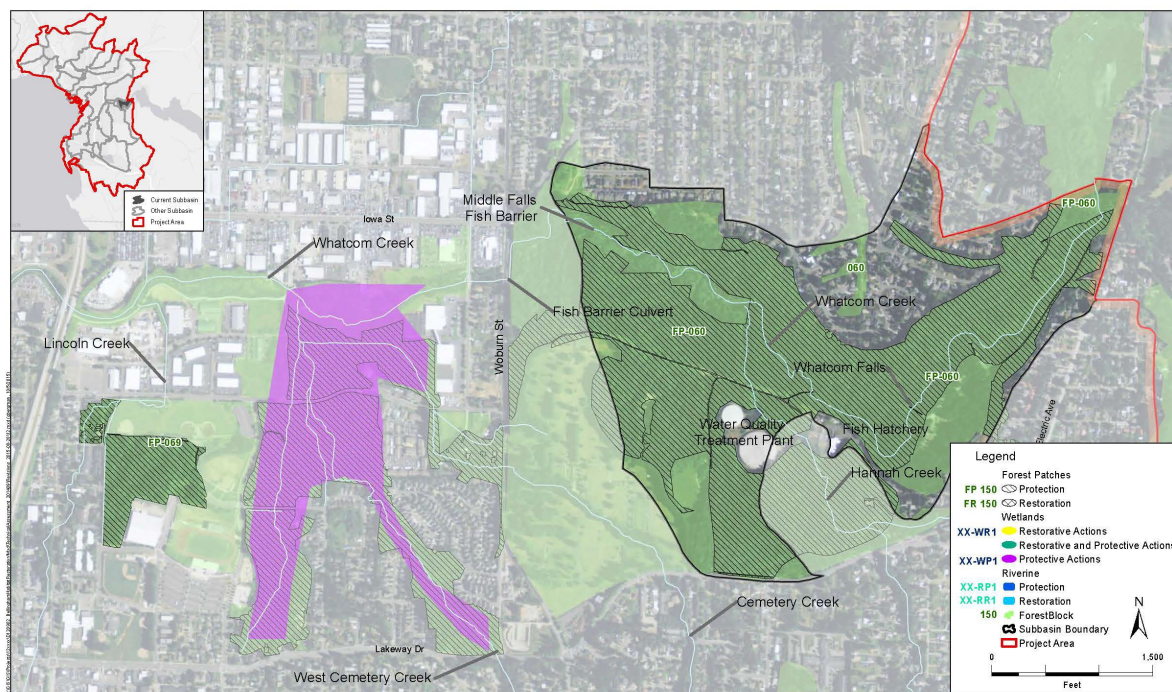 Current Subbasin
Other Subbasin
Project Area
Iowa St
Middle Falls
Fish Barrier
FP-060
Whatcom Creek
060
Whatcom Creek
Fish Barrier Culvert
FP-060
Woburn St
Lincoln Creek
Whatcom Falls
FP-060
Electric Ave
FP-069
Water Quality
Treatment Plant
Fish Hatchery
Hannah Creek
Cemetery Creek
Lakeway Dr
West Cemetery Creek
Legend
Forest Patches
FP 150 Protection
FR 150 Restoration
Wetlands
XX-WR1 Restorative Actions
Restorative and Protective Actions
XX-WP1 Protective Actions
Riverine
XX-RP1 Protection
XX-RR1 Restoration
150 ForestBlock
Subbasin Boundary
Project Area
N
0 1,500
Feet